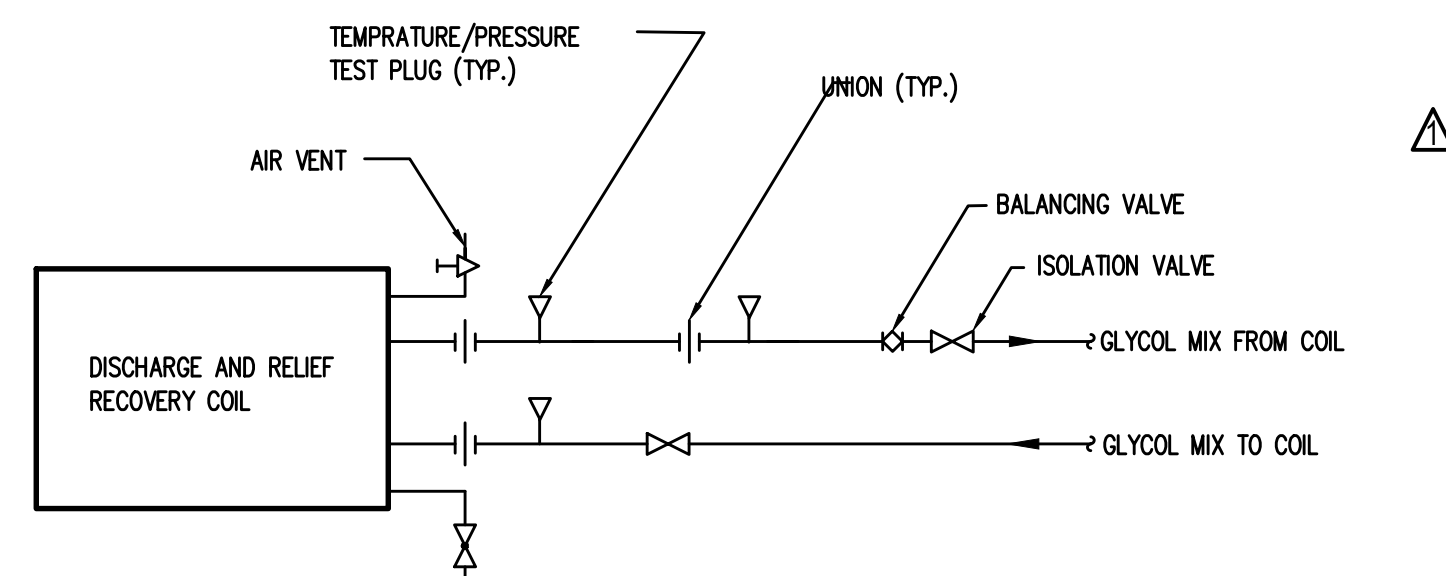 TEMPRATURE/PRESSURE
TEST PLUG (TYP.)
UNION (TYP.)
1
AIR VENT
BALANCING VALVE
ISOLATION VALVE
GLYCOL MIX FROM COIL
DISCHARGE AND RELIEF
RECOVERY COIL
GLYCOL MIX TO COIL